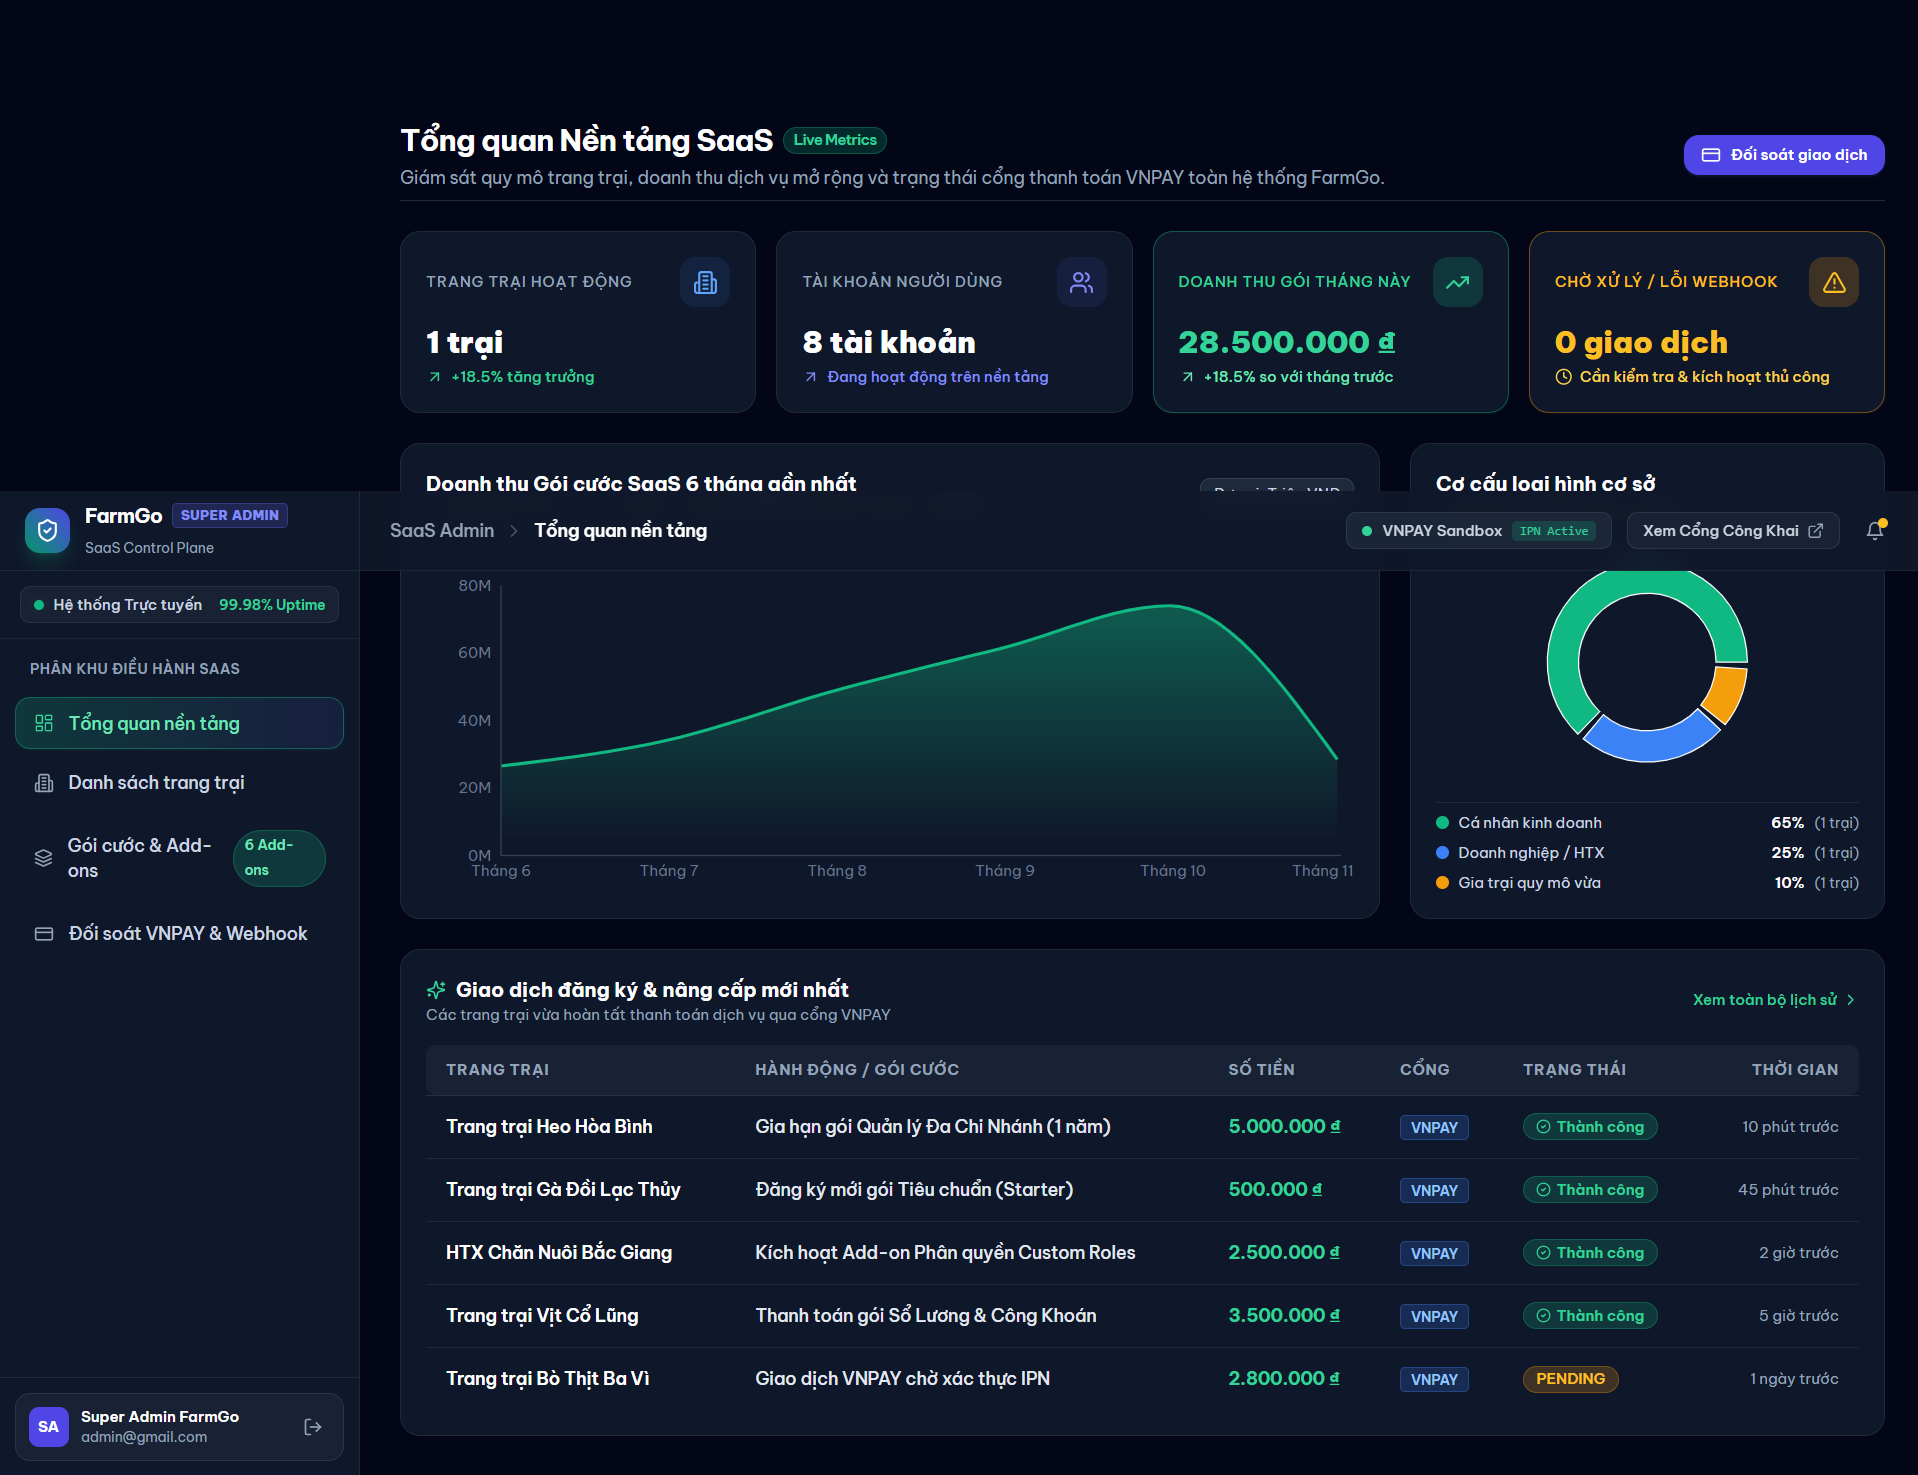 Tổng quan Nền tảng SaaS Live Metrics
Giám sát quy mô trang trại, doanh thu dịch vụ mở rộng và trạng thái cổng thanh toán VNPAY toàn hệ thống FarmGo.
Đối soát giao dịch
TRANG TRẠI HOẠT ĐỘNG
1 trại
+18.5% tăng trưởng
TÀI KHOẢN NGƯỜI DÙNG
8 tài khoản
Đang hoạt động trên nền tảng
DOANH THU GÓI THÁNG NÀY
28.500.000 ₫
+18.5% so với tháng trước
CHỜ XỬ LÝ / LỖI WEBHOOK
0 giao dịch
Cần kiểm tra & kích hoạt thủ công
Doanh thu Gói cước SaaS 6 tháng gần nhất
Cơ cấu loại hình cơ sở
FarmGo SUPER ADMIN
SaaS Control Plane
SaaS Admin Tổng quan nền tảng
VNPAY Sandbox IPN Active
Xem Cổng Công Khai
Hệ thống Trực tuyến 99.98% Uptime
PHÂN KHU ĐIỀU HÀNH SAAS
Tổng quan nền tảng
Danh sách trang trại
Gói cước & Add-
ons
6 Add-
ons
Đối soát VNPAY & Webhook
SA
Super Admin FarmGo
admin@gmail.com
80M
60M
40M
20M
0M
Tháng 6 Tháng 7 Tháng 8 Tháng 9 Tháng 10 Tháng 11
Cá nhân kinh doanh 65% (1 trại)
Doanh nghiệp / HTX 25% (1 trại)
Gia trại quy mô vừa 10% (1 trại)
Giao dịch đăng ký & nâng cấp mới nhất
Các trang trại vừa hoàn tất thanh toán dịch vụ qua cổng VNPAY
Xem toàn bộ lịch sử
TRANG TRẠI HÀNH ĐỘNG / GÓI CƯỚC SỐ TIỀN CỔNG TRẠNG THÁI THỜI GIAN
Trang trại Heo Hòa Bình Gia hạn gói Quản lý Đa Chi Nhánh (1 năm) 5.000.000 ₫ VNPAY Thành công 10 phút trước
Trang trại Gà Đồi Lạc Thủy Đăng ký mới gói Tiêu chuẩn (Starter) 500.000 ₫ VNPAY Thành công 45 phút trước
HTX Chăn Nuôi Bắc Giang Kích hoạt Add-on Phân quyền Custom Roles 2.500.000 ₫ VNPAY Thành công 2 giờ trước
Trang trại Vịt Cổ Lũng Thanh toán gói Sổ Lương & Công Khoán 3.500.000 ₫ VNPAY Thành công 5 giờ trước
Trang trại Bò Thịt Ba Vì Giao dịch VNPAY chờ xác thực IPN 2.800.000 ₫ VNPAY PENDING 1 ngày trước